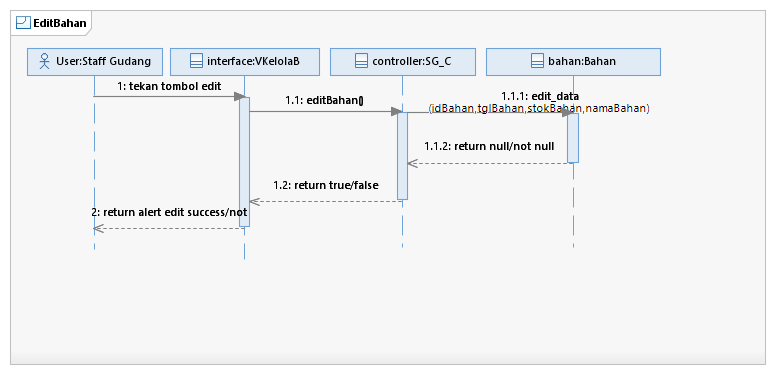 EditBahan
User:Staff Gudang
interface:VKelolaB
controller:SG_C
bahan:Bahan
1: tekan tombol edit
1.1: editBahan()
1.1.1: edit_data
(idBahan,tglBahan,stokBahan,namaBahan)
1.1.2: return null/not null
1.2: return true/false
2: return alert edit success/not